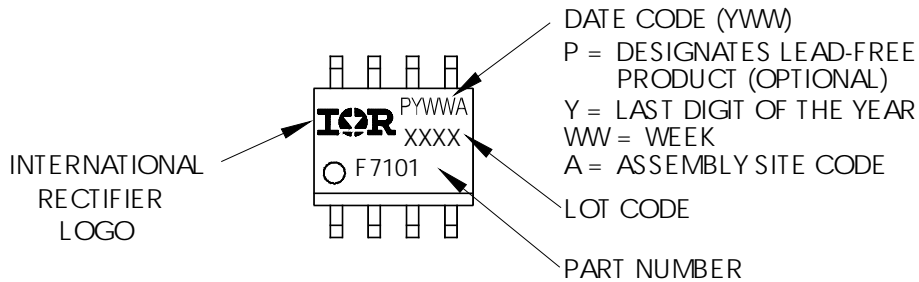 DATE CODE (YWW)
P = DESIGNATES LEAD-FREE
PRODUCT (OPTIONAL)
Y = LAST DIGIT OF THE YEAR
WW = WEEK
A = ASSEMBLY SITE CODE
LOT CODE
PART NUMBER
INTERNATIONAL
RECTIFIER
LOGO
IOR
PYWWA
XXXX
F7101